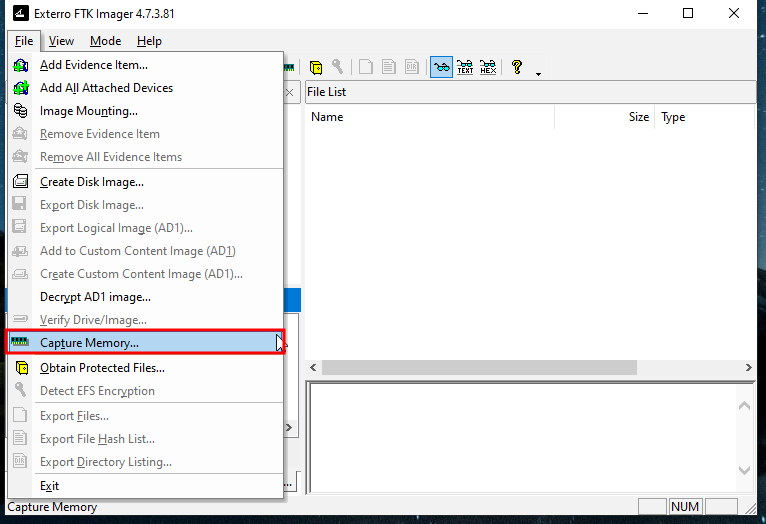 Exterro FTK Imager 4.7.3.81
File View Mode Help
TEXT HEX ?
DIR
Add Evidence Item...
Add All Attached Devices
Image Mounting...
Remove Evidence Item
Remove All Evidence Items
Create Disk Image...
Export Disk Image...
Export Logical Image (AD1)...
Add to Custom Content Image (AD1)
Create Custom Content Image (AD1)...
Decrypt AD1 image...
Verify Drive/Image...
Capture Memory...
Obtain Protected Files...
Detect EFS Encryption
Export Files...
Export File Hash List...
DIR Export Directory Listing...
Exit
...
File List
Name Size Type
Capture Memory
NUM